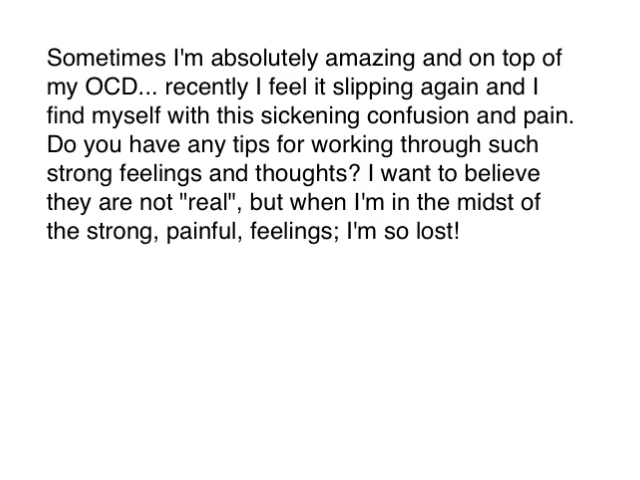 Sometimes I'm absolutely amazing and on top of
my OCD... recently I feel it slipping again and I
find myself with this sickening confusion and pain.
Do you have any tips for working through such
strong feelings and thoughts? I want to believe
they are not "real", but when I'm in the midst of
the strong, painful, feelings; I'm so lost!